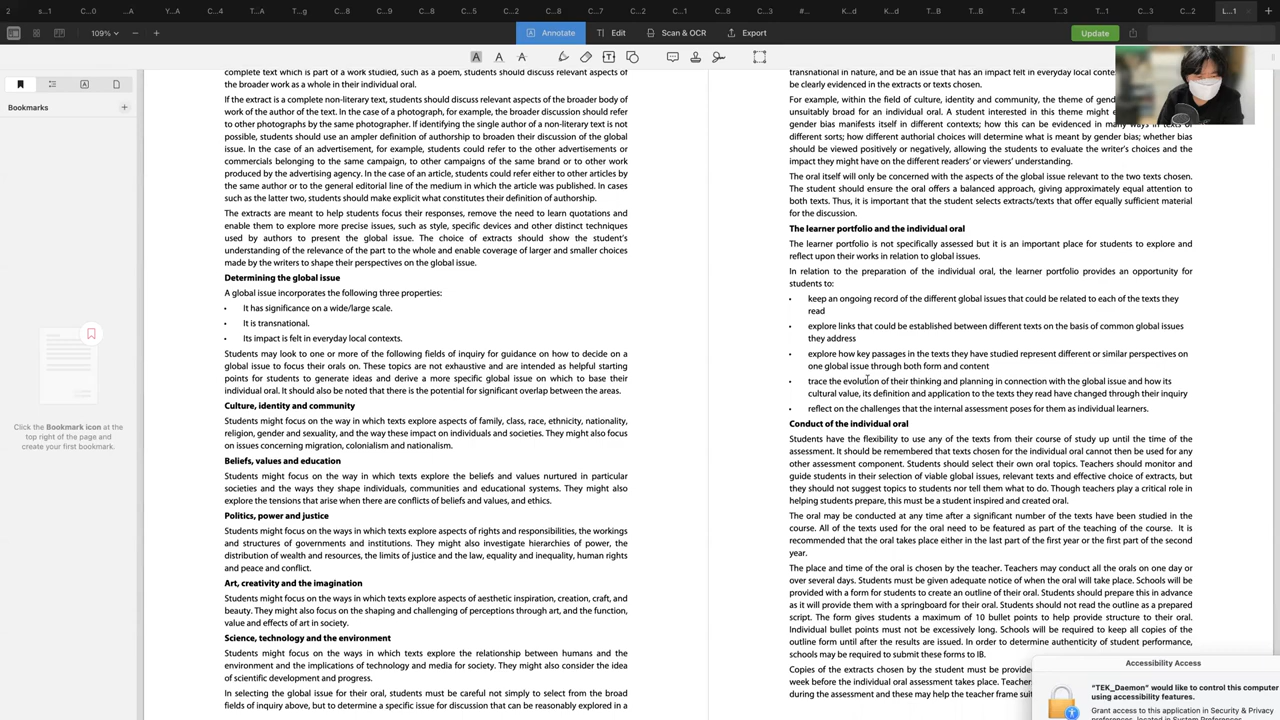 2
s...1
0...
A...
Y...A
C...4
T...g
C...2
C...2
C...1
C...8
C...3
#...
K...d
K...d
B...
T...4
T...1
C...
C...3
C...2
L...1
109%
Annotate
Edit
Scan & OCR
Export
Update
Bookmarks
Click the Bookmark icon at the
top right of the page and
create your first bookmark.
complete text which is part of a work studied, such as a poem, students should discuss relevant aspects of
the broader work as a whole in their individual oral.
If the extract is a complete non-literary text, students should discuss relevant aspects of the broader body of
work of the author of the text. In the case of a photograph, for example, the broader discussion should refer
to other photographs by the same photographer. If identifying the single author of a non-literary text is not
possible, students should use an ampler definition of authorship to broaden their discussion of the global
issue. In the case of an advertisement, for example, students could refer to the other advertisements or
commercials belonging to the same campaign, to other campaigns of the same brand or to other work
produced by the advertising agency. In the case of an article, students could refer either to other articles by
the same author or to the general editorial line of the medium in which the article was published. In cases
such as the latter two, students should make explicit what constitutes their definition of authorship.
The extracts are meant to help students focus their responses, remove the need to learn quotations and
enable them to explore more precise issues, such as style, specific devices and other distinct techniques
used by authors to present the global issue. The choice of extracts should show the student's
understanding of the relevance of the part to the whole and enable coverage of larger and smaller choices
made by the writers to shape their perspectives on the global issue.
Determining the global issue
A global issue incorporates the following three properties:
• It has significance on a wide/large scale.
• It is transnational.
• Its impact is felt in everyday local contexts.
Students may look to one or more of the following fields of inquiry for guidance on how to decide on a
global issue to focus their orals on. These topics are not exhaustive and are intended as helpful starting
points for students to generate ideas and derive a more specific global issue on which to base their
individual oral. It should also be noted that there is the potential for significant overlap between the areas.
Culture, identity and community
Students might focus on the way in which texts explore aspects of family, class, race, ethnicity, nationality,
religion, gender and sexuality, and the way these impact on individuals and societies. They might also focus
on issues concerning migration, colonialism and nationalism.
Beliefs, values and education
Students might focus on the way in which texts explore the beliefs and values nurtured in particular
societies and the ways they shape individuals, communities and educational systems. They might also
explore the tensions that arise when there are conflicts of beliefs and values, and ethics.
Politics, power and justice
Students might focus on the ways in which texts explore aspects of rights and responsibilities, the workings
and structures of governments and institutions. They might also investigate hierarchies of power, the
distribution of wealth and resources, the limits of justice and the law, equality and inequality, human rights
and peace and conflict.
Art, creativity and the imagination
Students might focus on the ways in which texts explore aspects of aesthetic inspiration, creation, craft, and
beauty. They might also focus on the shaping and challenging of perceptions through art, and the function,
value and effects of art in society.
Science, technology and the environment
Students might focus on the ways in which texts explore the relationship between humans and the
environment and the implications of technology and media for society. They might also consider the idea
of scientific development and progress.
In selecting the global issue for their oral, students must be careful not simply to select from the broad
fields of inquiry above, but to determine a specific issue for discussion that can be reasonably explored in a
transnational in nature, and be an issue that has an impact felt in everyday local
be clearly evidenced in the extracts or texts chosen.
For example, within the field of culture, identity and community, the theme of
unsuitably broad for an individual oral. A student interested in this theme might
gender bias manifests itself in different contexts; how this can be evidenced in many ways in texts of
different sorts; how different authorial choices will determine what is meant by gender bias; whether bias
should be viewed positively or negatively, allowing the students to evaluate the writer's choices and the
impact they might have on the different readers' or viewers' understanding.
The oral itself will only be concerned with the aspects of the global issue relevant to the two texts chosen.
The student should ensure the oral offers a balanced approach, giving approximately equal attention to
both texts. Thus, it is important that the student selects extracts/texts that offer equally sufficient material
for the discussion.
The learner portfolio and the individual oral
The learner portfolio is not specifically assessed but it is an important place for students to explore and
reflect upon their works in relation to global issues.
In relation to the preparation of the individual oral, the learner portfolio provides an opportunity for
students to:
• keep an ongoing record of the different global issues that could be related to each of the texts they
read
• explore links that could be established between different texts on the basis of common global issues
they address
• explore how key passages in the texts they have studied represent different or similar perspectives on
one global issue through both form and content
• trace the evolution of their thinking and planning in connection with the global issue and how its
cultural value, its definition and application to the texts they read have changed through their inquiry
• reflect on the challenges that the internal assessment poses for them as individual learners.
Conduct of the individual oral
Students have the flexibility to use any of the texts from their course of study up until the time of the
assessment. It should be remembered that texts chosen for the individual oral cannot then be used for any
other assessment component. Students should select their own oral topics. Teachers should monitor and
guide students in their selection of viable global issues, relevant texts and effective choice of extracts, but
they should not suggest topics to students nor tell them what to do. Though teachers play a critical role in
helping students prepare, this must be a student inspired and created oral.
The oral may be conducted at any time after a significant number of the texts have been studied in the
course. All of the texts used for the oral need to be featured as part of the teaching of the course. It is
recommended that the oral takes place either in the last part of the first year or the first part of the second
year.
The place and time of the oral is chosen by the teacher. Teachers may conduct all the orals on one day or
over several days. Students must be given adequate notice of when the oral will take place. Schools will be
provided with a form for students to create an outline of their oral. Students should prepare this in advance
as it will provide them with a springboard for their oral. Students should not read the outline as a prepared
script. The form gives students a maximum of 10 bullet points to help provide structure to their oral.
Individual bullet points must not be excessively long. Schools will be required to keep all copies of the
outline form until after the results are issued. In order to determine authenticity of student performance,
schools may be required to submit these forms to IB.
Copies of the extracts chosen by the student must be
week before the individual oral assessment takes place.
during the assessment and these may help the teacher frame
Accessibility Access
"TEK_Daemon" would like to control this computer
using accessibility features.
Grant access to this application in Security & Privacy
preferences, located in System Preferences.